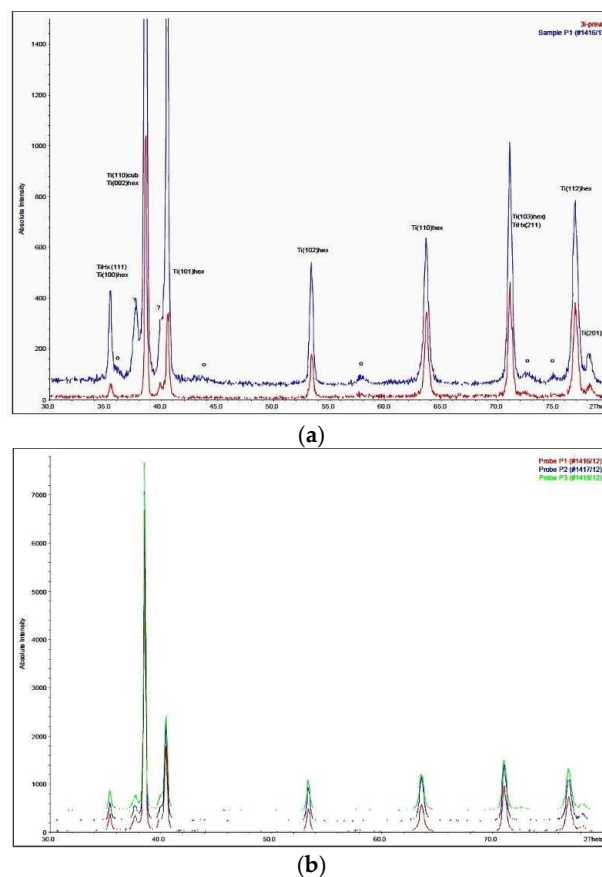 3i-preva
Sample P1 (#1416/1
1400
1200
1000
800
600
400
200
0
Absolute Intensity
Ti(110)cub
Ti(002)hex
TiHx (111)
Ti(100)hex
o
?
?
Ti(101)hex
o
Ti(102)hex
o
Ti(110)hex
Ti(103)hex)
TiHx(211)
o
o
Ti(112)hex
Ti(201)
30.0 35.0 40.0 45.0 50.0 55.0 60.0 65.0 70.0 75.0 2The
(a)
Probe P1 (#1416/12)
Probe P2 (#1417/12)
Probe P3 (#1418/12)
7000
6000
5000
4000
3000
2000
1000
0
Absolute Intensity
30.0 40.0 50.0 60.0 70.0 2Theta
(b)